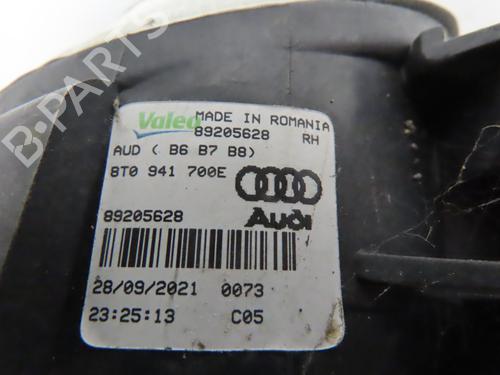 B-PARTS
Valeo MADE IN ROMANIA
89205628 RH
AUD ( B6 B7 B8)
8T0 941 700E
Audi
89205628
28/09/2021 0073
23:25:13 C05